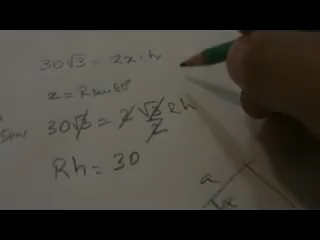 30√3 = 2x · h
x = R sin 60°
30√3 = 2 √3/2 Rh
Rh = 30
a
α